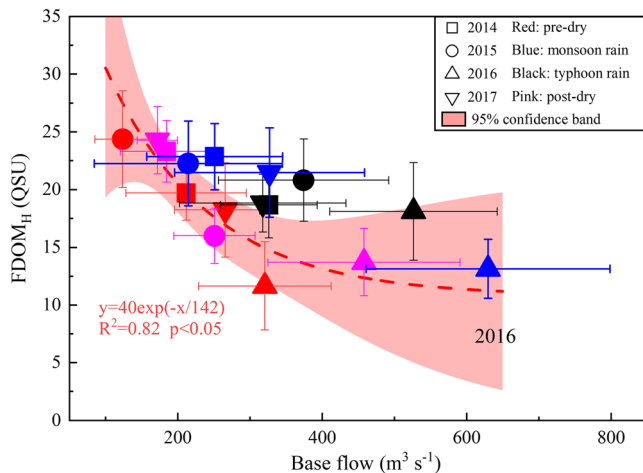 35
30
25
20
15
10
5
0
FDOM_H (QSU)
2014 Red: pre-dry
2015 Blue: monsoon rain
2016 Black: typhoon rain
2017 Pink: post-dry
95% confidence band
y=40exp(-x/142)
R²=0.82 p<0.05
2016
200 400 600 800
Base flow (m³ s⁻¹)